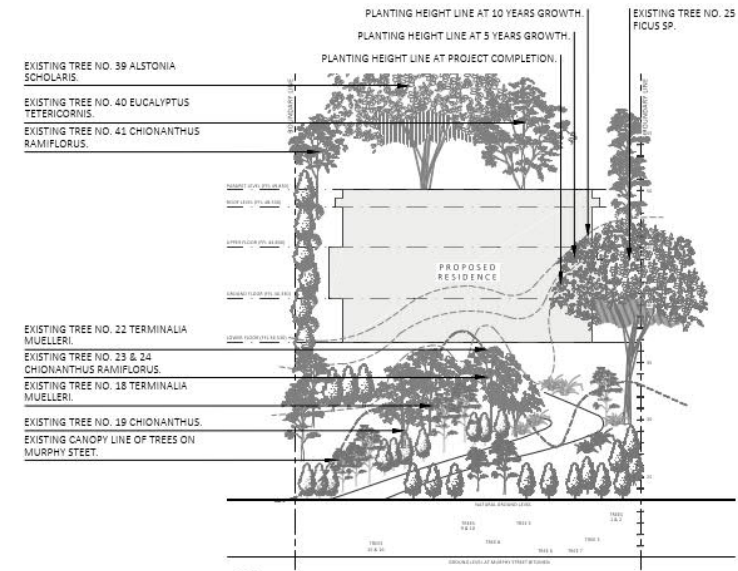 PLANTING HEIGHT LINE AT 10 YEARS GROWTH.
EXISTING TREE NO. 25
FICUS SP.
PLANTING HEIGHT LINE AT 5 YEARS GROWTH.
PLANTING HEIGHT LINE AT PROJECT COMPLETION.
EXISTING TREE NO. 39 ALSTONIA
SCHOLARIS.
EXISTING TREE NO. 40 EUCALYPTUS
TETERICORNIS.
EXISTING TREE NO. 41 CHIONANTHUS
RAMIFLORUS.
BOUNDARY LINE
BOUNDARY LINE
PROPOSED
RESIDENCE
EXISTING TREE NO. 22 TERMINALIA
MUELLERI.
EXISTING TREE NO. 23 & 24
CHIONANTHUS RAMIFLORUS.
EXISTING TREE NO. 18 TERMINALIA
MUELLERI.
EXISTING TREE NO. 19 CHIONANTHUS.
EXISTING CANOPY LINE OF TREES ON
MURPHY STEET.
NATURAL GROUND LEVEL